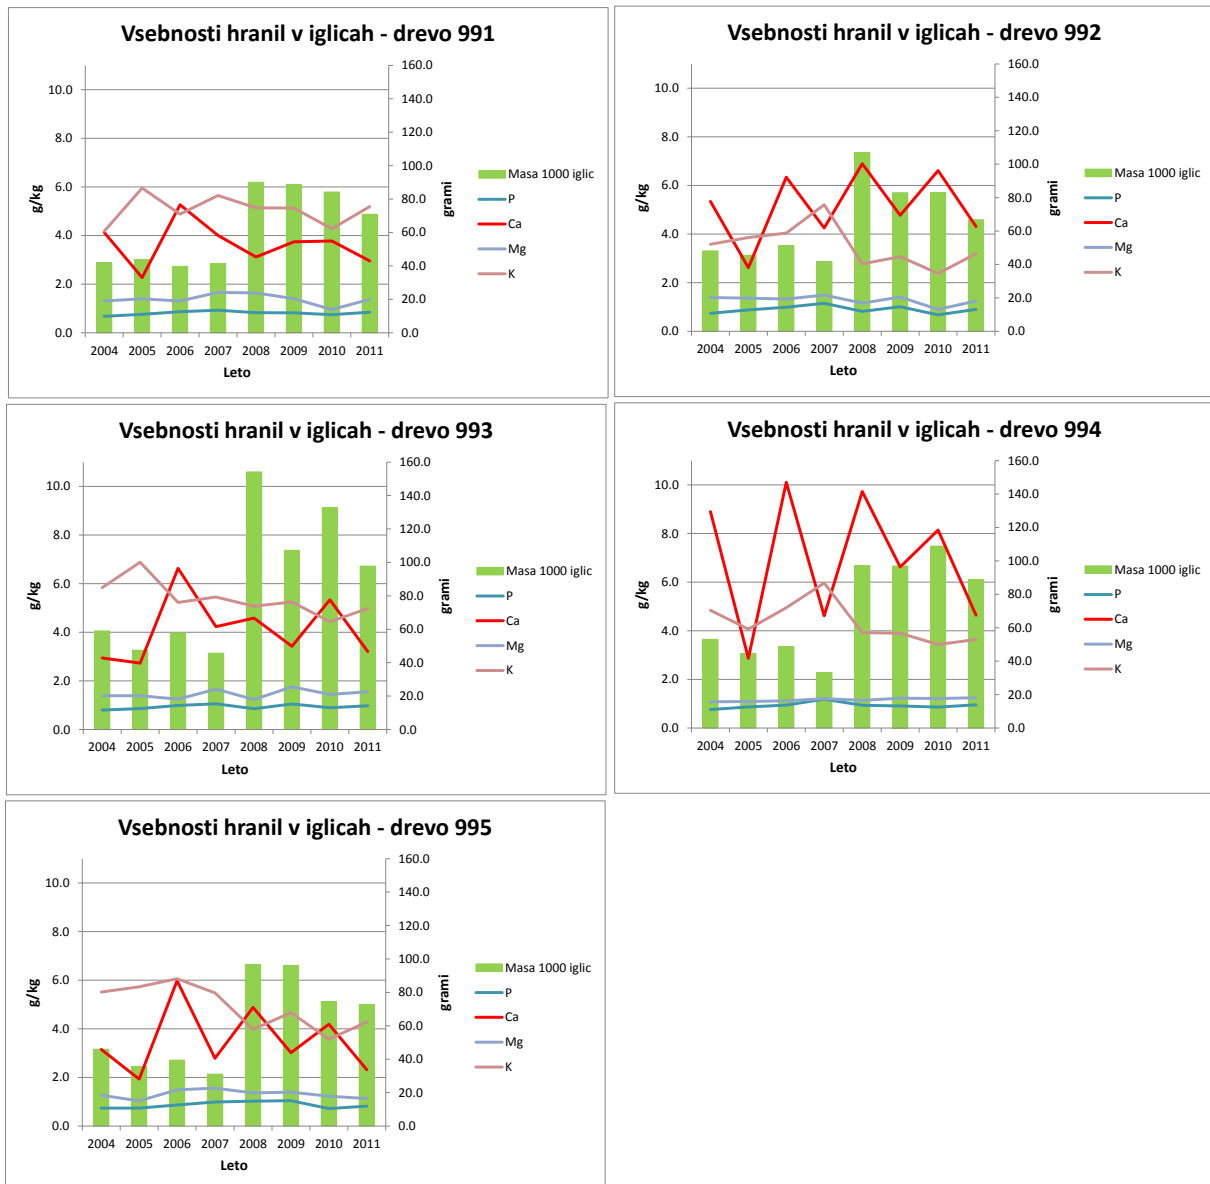 Vsebnosti hranil v iglicah - drevo 991
10.0
8.0
6.0
4.0
2.0
0.0
g/kg
160.0
140.0
120.0
100.0
80.0
60.0
40.0
20.0
0.0
grami
2004 2005 2006 2007 2008 2009 2010 2011
Leto
Masa 1000 iglic
P
Ca
Mg
K
Vsebnosti hranil v iglicah - drevo 992
10.0
8.0
6.0
4.0
2.0
0.0
g/kg
160.0
140.0
120.0
100.0
80.0
60.0
40.0
20.0
0.0
grami
2004 2005 2006 2007 2008 2009 2010 2011
Leto
Masa 1000 iglic
P
Ca
Mg
K
Vsebnosti hranil v iglicah - drevo 993
10.0
8.0
6.0
4.0
2.0
0.0
g/kg
160.0
140.0
120.0
100.0
80.0
60.0
40.0
20.0
0.0
grami
2004 2005 2006 2007 2008 2009 2010 2011
Leto
Masa 1000 iglic
P
Ca
Mg
K
Vsebnosti hranil v iglicah - drevo 994
10.0
8.0
6.0
4.0
2.0
0.0
g/kg
160.0
140.0
120.0
100.0
80.0
60.0
40.0
20.0
0.0
grami
2004 2005 2006 2007 2008 2009 2010 2011
Leto
Masa 1000 iglic
P
Ca
Mg
K
Vsebnosti hranil v iglicah - drevo 995
10.0
8.0
6.0
4.0
2.0
0.0
g/kg
160.0
140.0
120.0
100.0
80.0
60.0
40.0
20.0
0.0
grami
2004 2005 2006 2007 2008 2009 2010 2011
Leto
Masa 1000 iglic
P
Ca
Mg
K